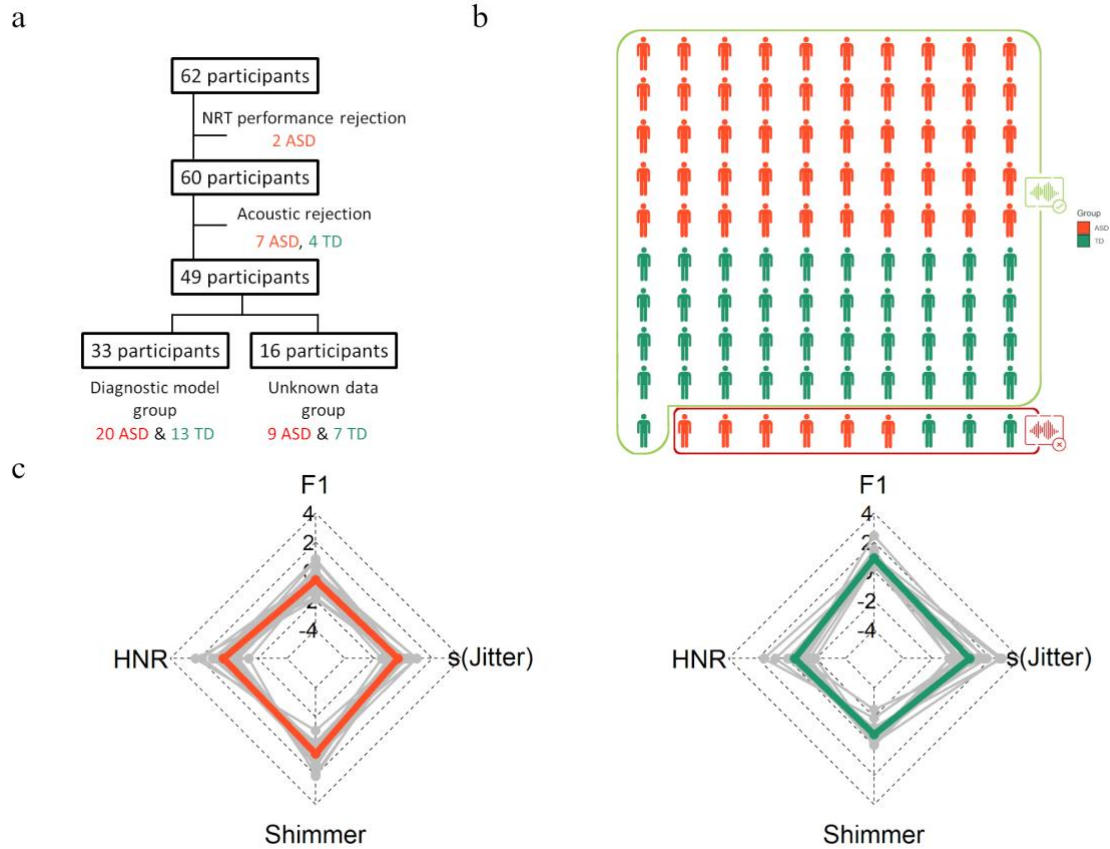 a
62 participants
NRT performance rejection
2 ASD
60 participants
Acoustic rejection
7 ASD, 4 TD
49 participants
33 participants
16 participants
Diagnostic model
group
20 ASD & 13 TD
Unknown data
group
9 ASD & 7 TD
b
Group
ASD
TD
c
F1
4
2
-4
HNR
s(Jitter)
Shimmer
F1
4
2
-2
-4
HNR
s(Jitter)
Shimmer